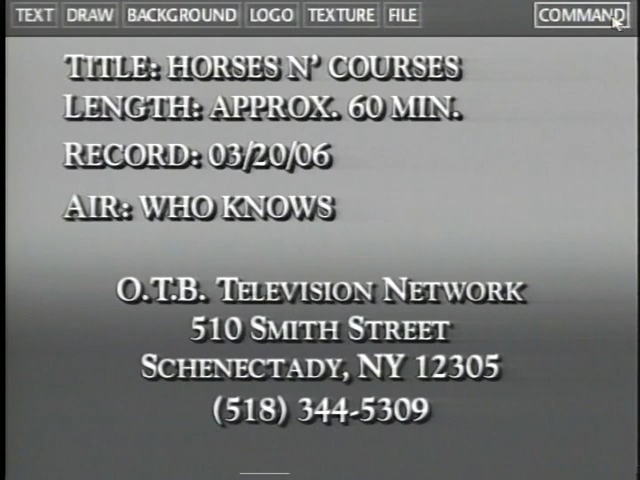 TEXT DRAW BACKGROUND LOGO TEXTURE FILE COMMAND
TITLE: HORSES N' COURSES
LENGTH: APPROX. 60 MIN.
RECORD: 03/20/06
AIR: WHO KNOWS
O.T.B. TELEVISION NETWORK
510 SMITH STREET
SCHENECTADY, NY 12305
(518) 344-5309